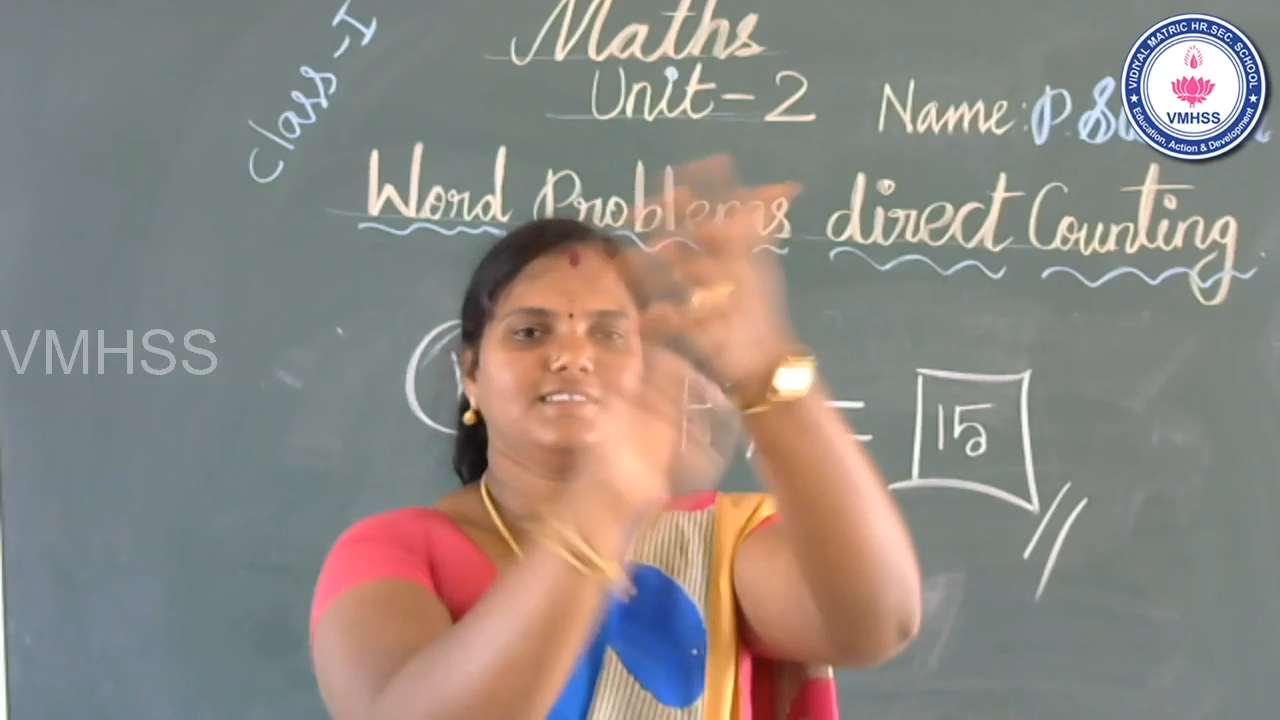 Class-I
Maths
Unit-2
Name: P.
Word Problems direct Counting
= 15
VMHSS
VIDIYAL MATRIC HR.SEC. SCHOOL
VMHSS
Education, Action & Development